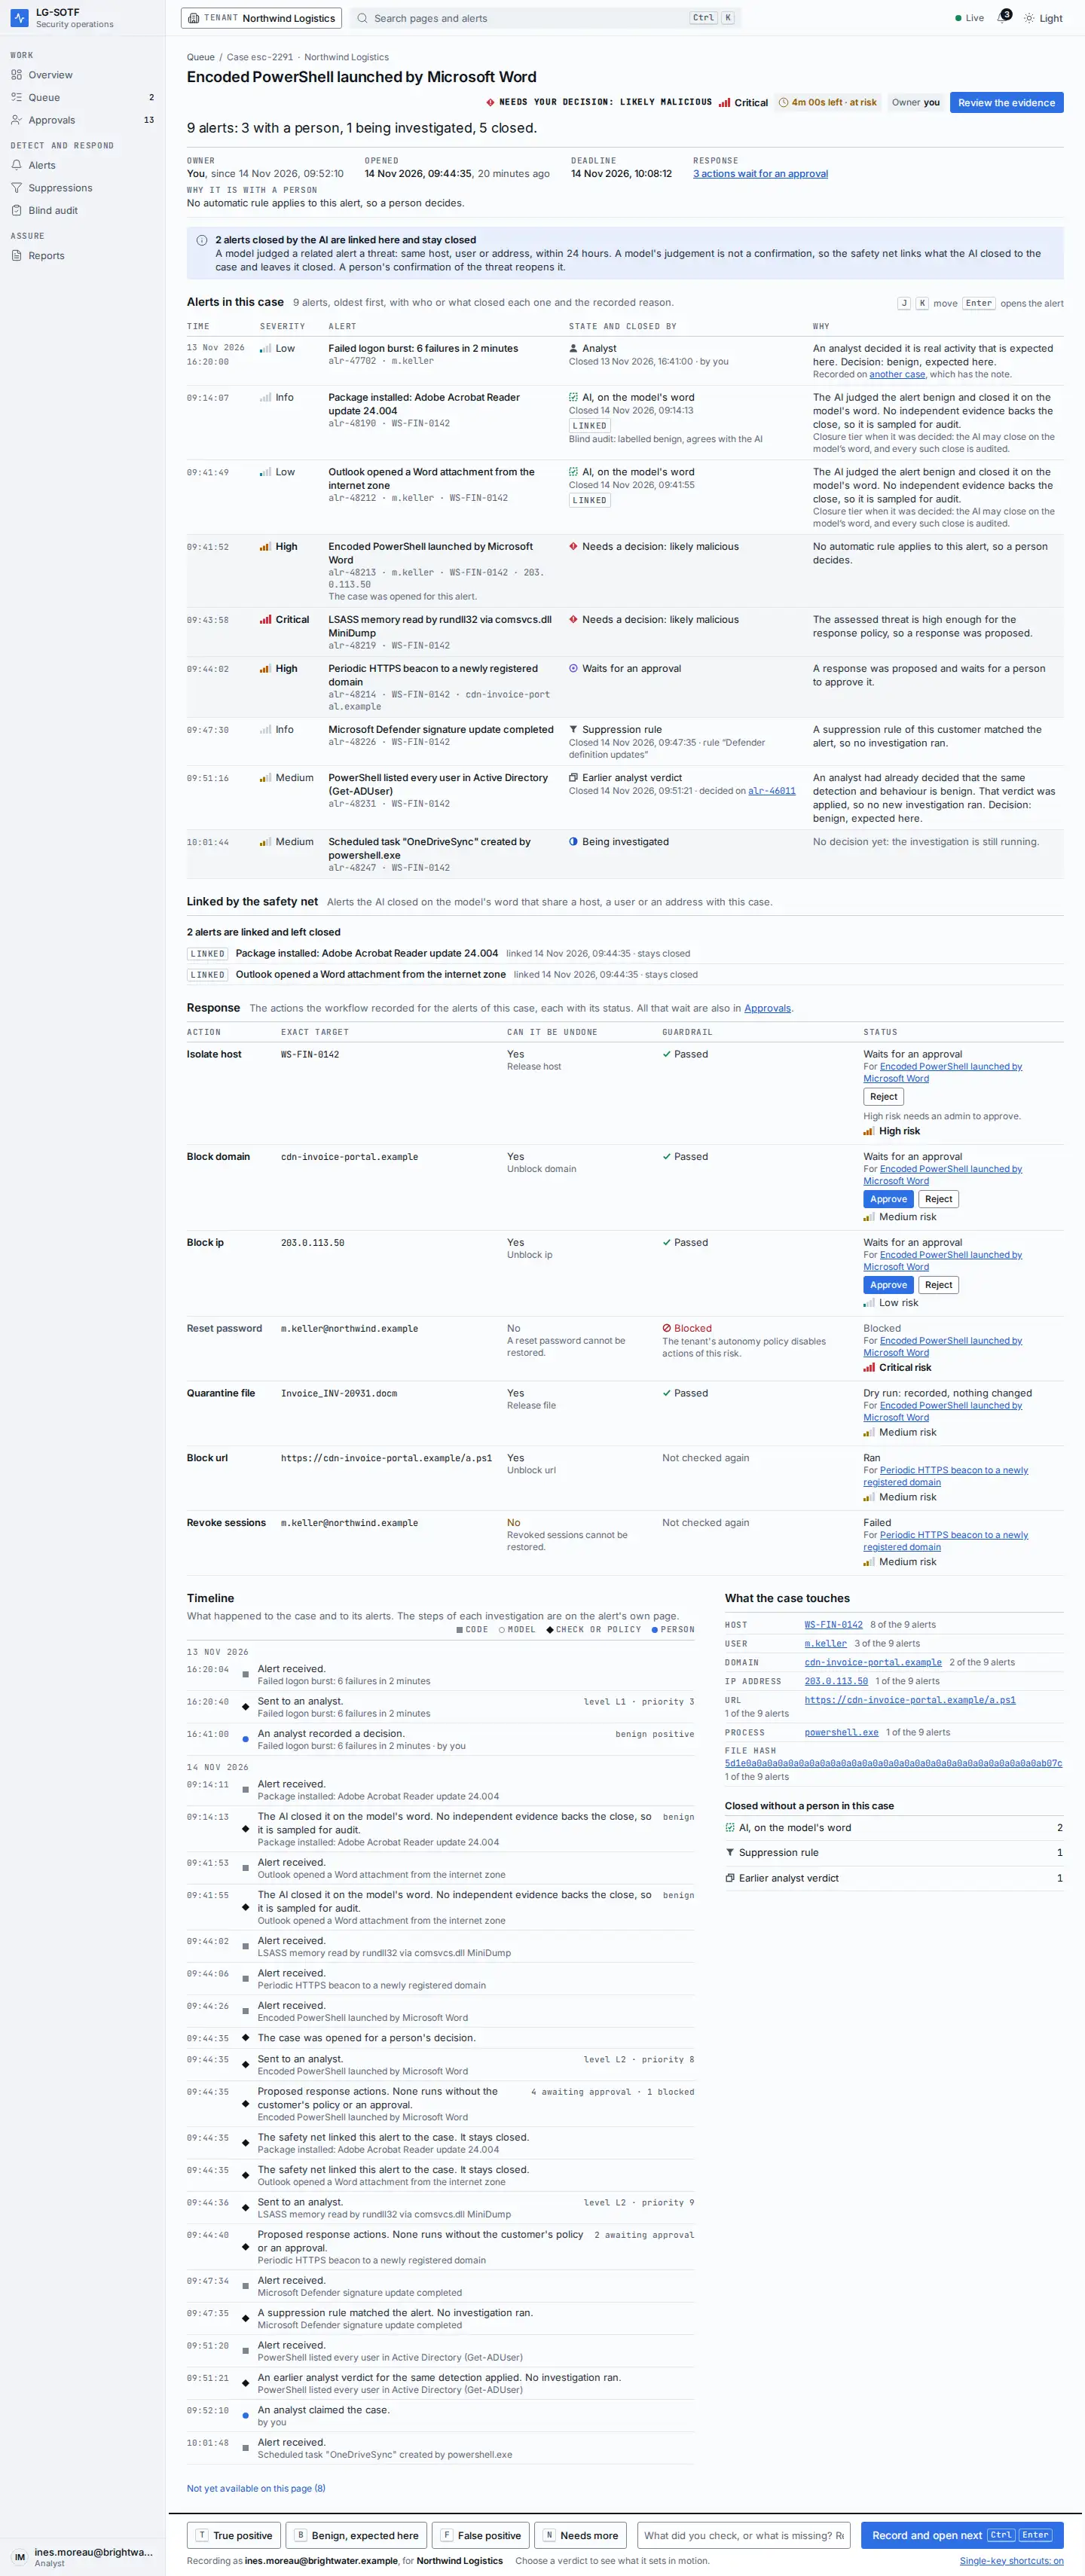 LG-SOTF
Security operations
TENANT Northwind Logistics
Search pages and alerts Ctrl K
Live 3 Light
WORK
Overview
Queue 2
Approvals 13
DETECT AND RESPOND
Alerts
Suppressions
Blind audit
ASSURE
Reports
Queue / Case esc-2291 · Northwind Logistics
Encoded PowerShell launched by Microsoft Word
NEEDS YOUR DECISION: LIKELY MALICIOUS Critical 4m 00s left · at risk Owner you Review the evidence
9 alerts: 3 with a person, 1 being investigated, 5 closed.
OWNER OPENED DEADLINE RESPONSE
You, since 14 Nov 2026, 09:52:10 14 Nov 2026, 09:44:35, 20 minutes ago 14 Nov 2026, 10:08:12 3 actions wait for an approval
WHY IT IS WITH A PERSON
No automatic rule applies to this alert, so a person decides.
2 alerts closed by the AI are linked here and stay closed
A model judged a related alert a threat: same host, user or address, within 24 hours. A model's judgement is not a confirmation, so the safety net links what the AI closed to the
case and leaves it closed. A person's confirmation of the threat reopens it.
Alerts in this case 9 alerts, oldest first, with who or what closed each one and the recorded reason. J K move Enter opens the alert
TIME SEVERITY ALERT STATE AND CLOSED BY WHY
13 Nov 2026 16:20:00 Low Failed logon burst: 6 failures in 2 minutes Analyst An analyst decided it is real activity that is expected
alr-47702 · m.keller Closed 13 Nov 2026, 16:41:00 · by you here. Decision: benign, expected here.
Recorded on another case, which has the note.
09:14:07 Info Package installed: Adobe Acrobat Reader AI, on the model's word The AI judged the alert benign and closed it on the
update 24.004 Closed 14 Nov 2026, 09:14:13 model's word. No independent evidence backs the
alr-48190 · WS-FIN-0142 LINKED close, so it is sampled for audit.
Blind audit: labelled benign, agrees with the AI Closure tier when it was decided: the AI may close on the
model's word, and every such close is audited.
09:41:49 Low Outlook opened a Word attachment from the AI, on the model's word The AI judged the alert benign and closed it on the
internet zone Closed 14 Nov 2026, 09:41:55 model's word. No independent evidence backs the
alr-48212 · m.keller · WS-FIN-0142 LINKED close, so it is sampled for audit.
Closure tier when it was decided: the AI may close on the
model's word, and every such close is audited.
09:41:52 High Encoded PowerShell launched by Microsoft Needs a decision: likely malicious No automatic rule applies to this alert, so a person
Word decides.
alr-48213 · m.keller · WS-FIN-0142 · 203.
0.113.50
The case was opened for this alert.
09:43:58 Critical LSASS memory read by rundll32 via comsvcs.dll Needs a decision: likely malicious The assessed threat is high enough for the
MiniDump response policy, so a response was proposed.
alr-48219 · WS-FIN-0142
09:44:02 High Periodic HTTPS beacon to a newly registered Waits for an approval A response was proposed and waits for a person
domain to approve it.
alr-48214 · WS-FIN-0142 · cdn-invoice-port
al.example
09:47:30 Info Microsoft Defender signature update completed Suppression rule A suppression rule of this customer matched the
alr-48226 · WS-FIN-0142 Closed 14 Nov 2026, 09:47:35 · rule "Defender alert, so no investigation ran.
definition updates"
09:51:16 Medium PowerShell listed every user in Active Directory Earlier analyst verdict An analyst had already decided that the same
(Get-ADUser) Closed 14 Nov 2026, 09:51:21 · decided on alr-46011 detection and behaviour is benign. That verdict was
alr-48231 · WS-FIN-0142 applied, so no new investigation ran. Decision:
benign, expected here.
10:01:44 Medium Scheduled task "OneDriveSync" created by Being investigated No decision yet: the investigation is still running.
powershell.exe
alr-48247 · WS-FIN-0142
Linked by the safety net Alerts the AI closed on the model's word that share a host, a user or an address with this case.
2 alerts are linked and left closed
LINKED Package installed: Adobe Acrobat Reader update 24.004 linked 14 Nov 2026, 09:44:35 · stays closed
LINKED Outlook opened a Word attachment from the internet zone linked 14 Nov 2026, 09:44:35 · stays closed
Response The actions the workflow recorded for the alerts of this case, each with its status. All that wait are also in Approvals.
ACTION EXACT TARGET CAN IT BE UNDONE GUARDRAIL STATUS
Isolate host WS-FIN-0142 Yes Passed Waits for an approval
Release host For Encoded PowerShell launched by
Microsoft Word
Reject
High risk needs an admin to approve.
High risk
Block domain cdn-invoice-portal.example Yes Passed Waits for an approval
Unblock domain For Encoded PowerShell launched by
Microsoft Word
Approve Reject
Medium risk
Block ip 203.0.113.50 Yes Passed Waits for an approval
Unblock ip For Encoded PowerShell launched by
Microsoft Word
Approve Reject
Low risk
Reset password m.keller@northwind.example No Blocked Blocked
A reset password cannot be The tenant's autonomy policy disables For Encoded PowerShell launched by
restored. actions of this risk. Microsoft Word
Critical risk
Quarantine file Invoice_INV-20931.docm Yes Passed Dry run: recorded, nothing changed
Release file For Encoded PowerShell launched by
Microsoft Word
Medium risk
Block url https://cdn-invoice-portal.example/a.ps1 Yes Not checked again Ran
Unblock url For Periodic HTTPS beacon to a newly
registered domain
Medium risk
Revoke sessions m.keller@northwind.example No Not checked again Failed
Revoked sessions cannot be For Periodic HTTPS beacon to a newly
restored. registered domain
Medium risk
Timeline
What happened to the case and to its alerts. The steps of each investigation are on the alert's own page.
CODE MODEL CHECK OR POLICY PERSON
13 NOV 2026
16:20:04 Alert received.
Failed logon burst: 6 failures in 2 minutes
16:20:40 Sent to an analyst. level L1 · priority 3
Failed logon burst: 6 failures in 2 minutes
16:41:00 An analyst recorded a decision. benign positive
Failed logon burst: 6 failures in 2 minutes · by you
14 NOV 2026
09:14:11 Alert received.
Package installed: Adobe Acrobat Reader update 24.004
09:14:13 The AI closed it on the model's word. No independent evidence backs the close, so benign
it is sampled for audit.
Package installed: Adobe Acrobat Reader update 24.004
09:41:53 Alert received.
Outlook opened a Word attachment from the internet zone
09:41:55 The AI closed it on the model's word. No independent evidence backs the close, so benign
it is sampled for audit.
Outlook opened a Word attachment from the internet zone
09:44:02 Alert received.
LSASS memory read by rundll32 via comsvcs.dll MiniDump
09:44:06 Alert received.
Periodic HTTPS beacon to a newly registered domain
09:44:26 Alert received.
Encoded PowerShell launched by Microsoft Word
09:44:35 The case was opened for a person's decision.
09:44:35 Sent to an analyst. level L2 · priority 8
Encoded PowerShell launched by Microsoft Word
09:44:35 Proposed response actions. None runs without the 4 awaiting approval · 1 blocked
customer's policy or an approval.
Encoded PowerShell launched by Microsoft Word
09:44:35 The safety net linked this alert to the case. It stays closed.
Package installed: Adobe Acrobat Reader update 24.004
09:44:35 The safety net linked this alert to the case. It stays closed.
Outlook opened a Word attachment from the internet zone
09:44:36 Sent to an analyst. level L2 · priority 9
LSASS memory read by rundll32 via comsvcs.dll MiniDump
09:44:40 Proposed response actions. None runs without the customer's policy 2 awaiting approval
or an approval.
Periodic HTTPS beacon to a newly registered domain
09:47:34 Alert received.
Microsoft Defender signature update completed
09:47:35 A suppression rule matched the alert. No investigation ran.
Microsoft Defender signature update completed
09:51:20 Alert received.
PowerShell listed every user in Active Directory (Get-ADUser)
09:51:21 An earlier analyst verdict for the same detection applied. No investigation ran.
PowerShell listed every user in Active Directory (Get-ADUser)
09:52:10 An analyst claimed the case.
by you
10:01:48 Alert received.
Scheduled task "OneDriveSync" created by powershell.exe
What the case touches
HOST WS-FIN-0142 8 of the 9 alerts
USER m.keller 3 of the 9 alerts
DOMAIN cdn-invoice-portal.example 2 of the 9 alerts
IP ADDRESS 203.0.113.50 1 of the 9 alerts
URL https://cdn-invoice-portal.example/a.ps1
1 of the 9 alerts
PROCESS powershell.exe 1 of the 9 alerts
FILE HASH
1 of the 9 alerts
Closed without a person in this case
AI, on the model's word 2
Suppression rule 1
Earlier analyst verdict 1
Not yet available on this page (8)
T True positive B Benign, expected here F False positive N Needs more What did you check, or what is missing? Record and open next Ctrl Enter
Recording as ines.moreau@brightwater.example, for Northwind Logistics Choose a verdict to see what it sets in motion. Single-key shortcuts: on
IM ines.moreau@brightwa...
Analyst